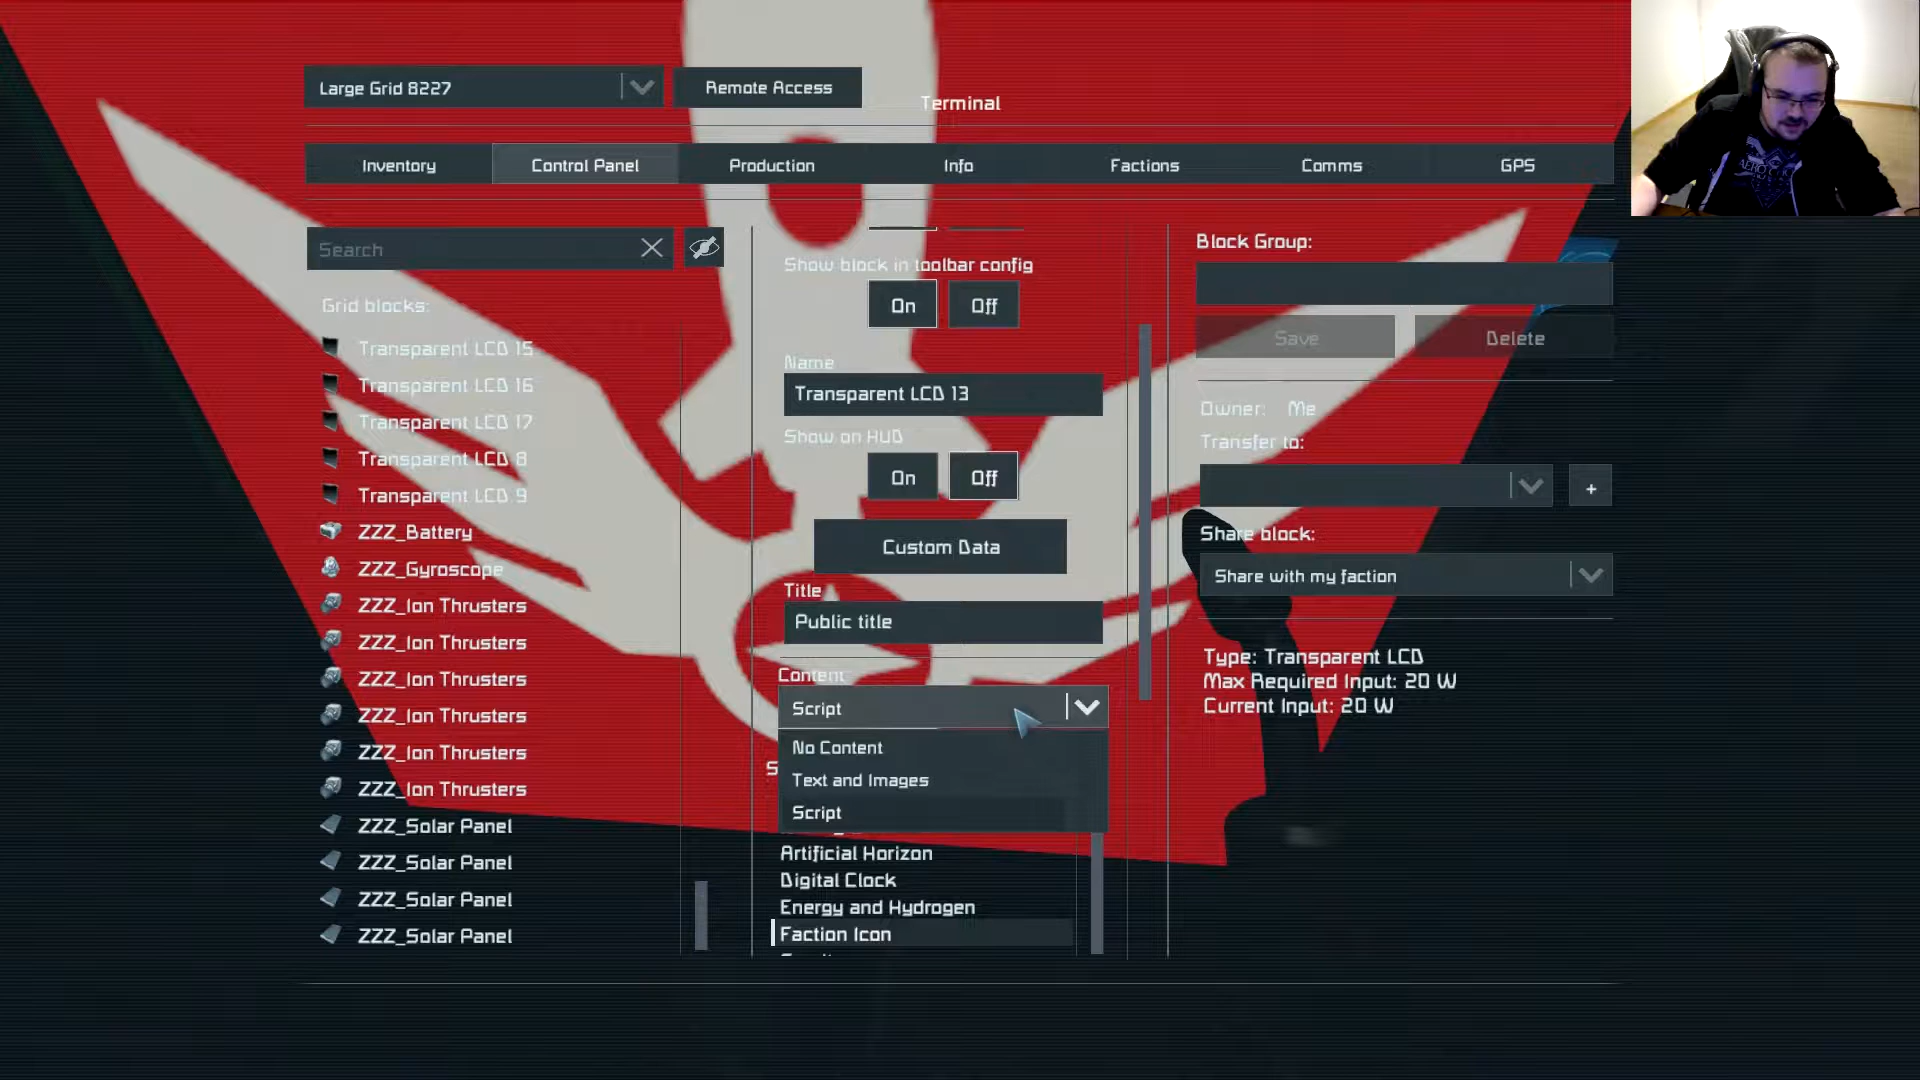 Large Grid 8227
Remote Access
Terminal
Inventory
Control Panel
Production
Info
Factions
Comms
GPS
Search
Grid blocks:
Transparent LCD 15
Transparent LCD 16
Transparent LCD 17
Transparent LCD 8
Transparent LCD 9
ZZZ_Battery
ZZZ_Gyroscope
ZZZ_Ion Thrusters
ZZZ_Ion Thrusters
ZZZ_Ion Thrusters
ZZZ_Ion Thrusters
ZZZ_Ion Thrusters
ZZZ_Ion Thrusters
ZZZ_Solar Panel
ZZZ_Solar Panel
ZZZ_Solar Panel
ZZZ_Solar Panel
Show block in toolbar config
On
Off
Name
Transparent LCD 13
Show on HUD
On
Off
Custom Data
Title
Public title
Content
Script
No Content
Text and Images
Script
Artificial Horizon
Digital Clock
Energy and Hydrogen
Faction Icon
Block Group:
Save
Delete
Owner: Me
Transfer to:
+
Share block:
Share with my faction
Type: Transparent LCD
Max Required Input: 20 W
Current Input: 20 W